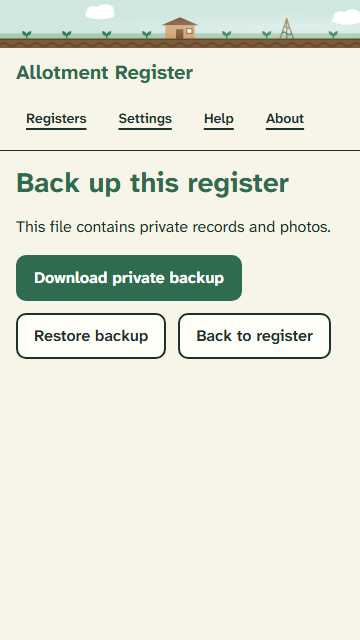 Allotment Register
Registers Settings Help About
Back up this register
This file contains private records and photos.
Download private backup
Restore backup Back to register